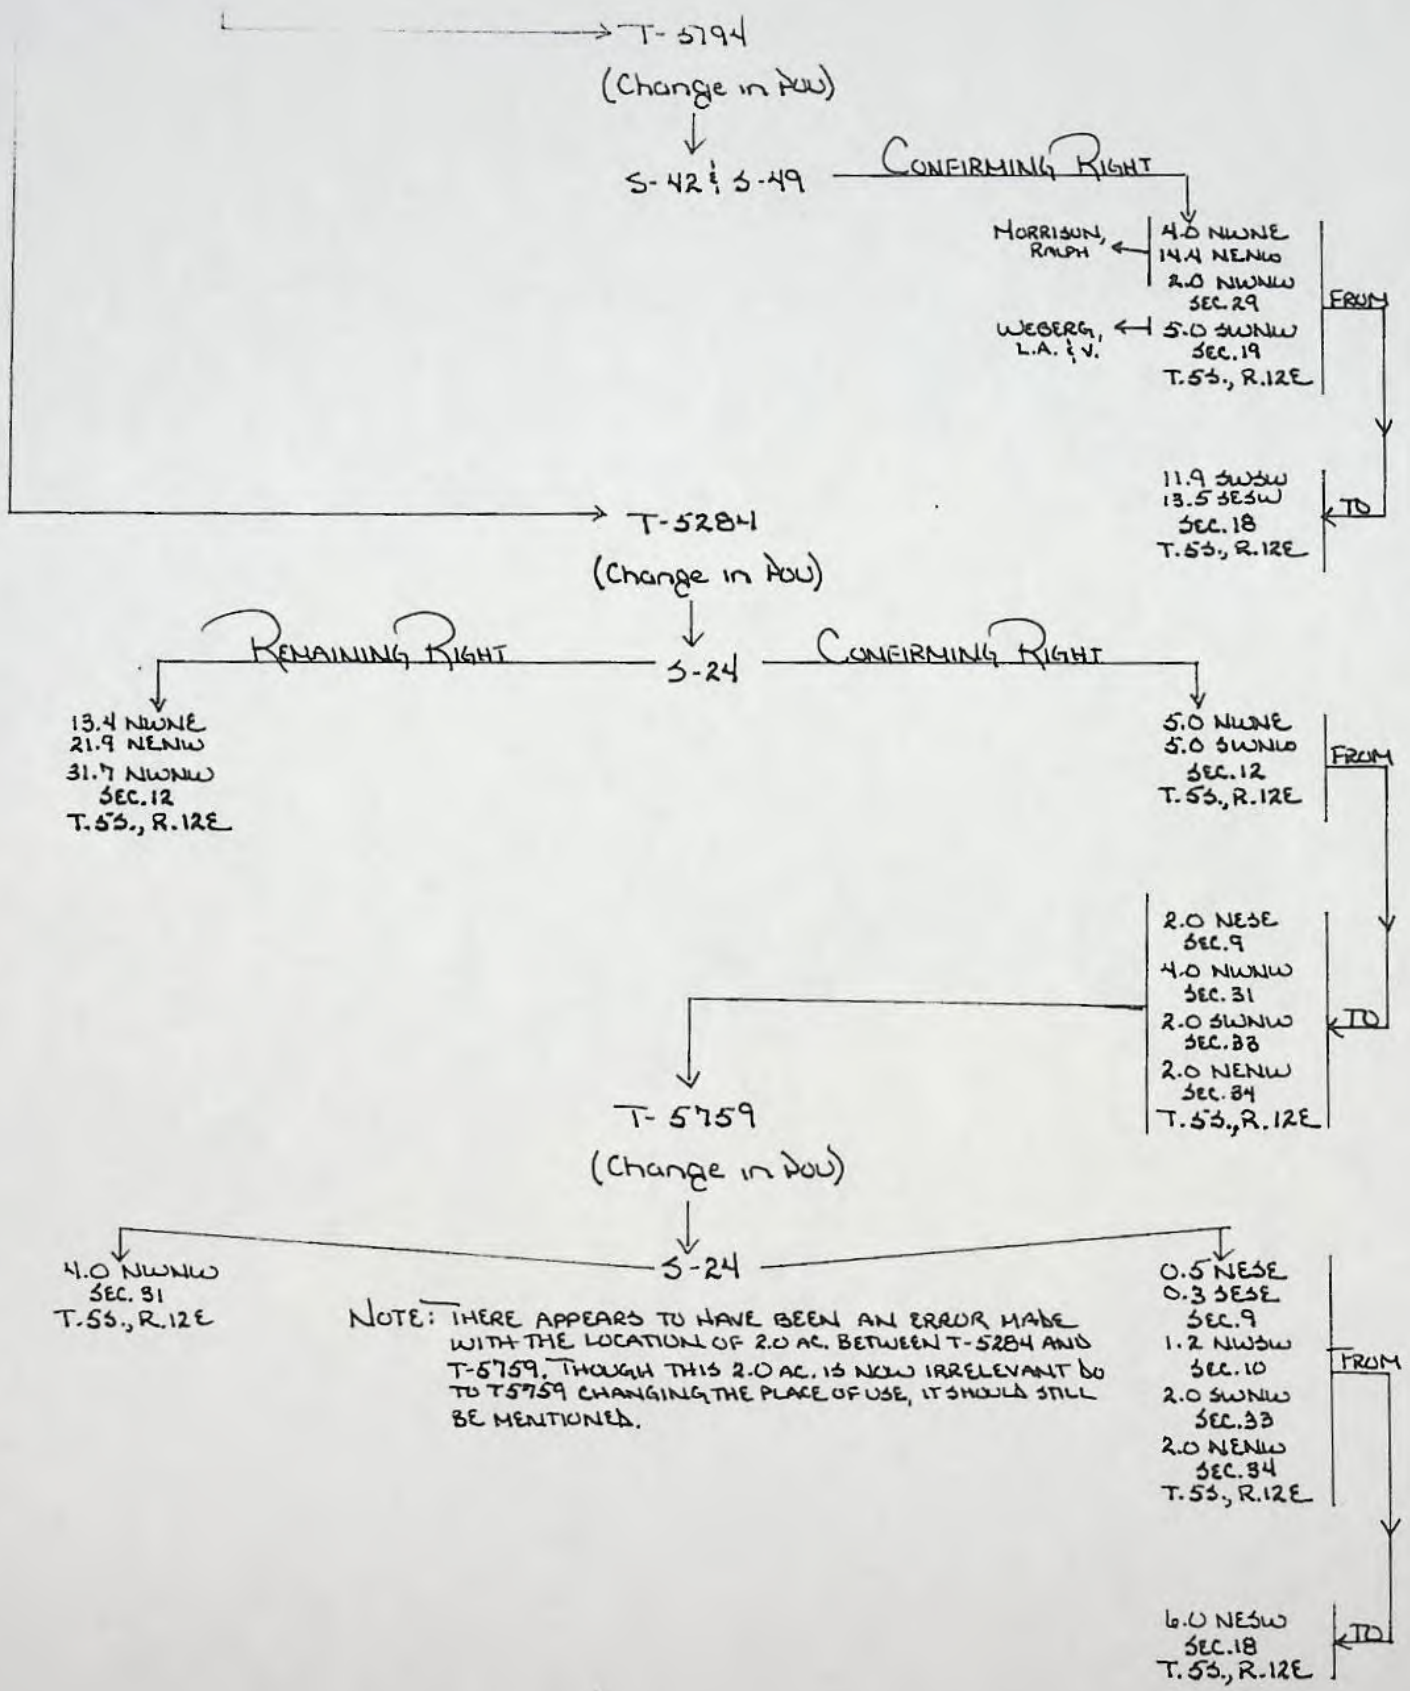 T-5794
(Change in POU)
S-42 & S-49
CONFIRMING RIGHT
MORRISON,
RALPH
4.0 NWNE
14.4 NENW
2.0 NWNW
SEC. 29
WEBERG,
L.A. & V.
5.0 SWNW
SEC. 19
T.5S., R.12E
FROM
11.9 SWSW
13.5 SESW
SEC. 18
T.5S., R.12E
TO
T-5284
(Change in POU)
REMAINING RIGHT
S-24
CONFIRMING RIGHT
13.4 NWNE
21.9 NENW
31.7 NWNW
SEC. 12
T.5S., R.12E
5.0 NWNE
5.0 SWNW
SEC. 12
T.5S., R.12E
FROM
2.0 NESE
SEC. 9
4.0 NWNW
SEC. 31
2.0 SWNW
SEC. 33
2.0 NENW
SEC. 34
T.5S., R.12E
TO
T-5759
(Change in POU)
S-24
4.0 NWNW
SEC. 31
T.5S., R.12E
NOTE: THERE APPEARS TO HAVE BEEN AN ERROR MADE
WITH THE LOCATION OF 2.0 AC. BETWEEN T-5284 AND
T-5759. THOUGH THIS 2.0 AC. IS NOW IRRELEVANT DO
TO T5759 CHANGING THE PLACE OF USE, IT SHOULD STILL
BE MENTIONED.
0.5 NESE
0.3 SESE
SEC. 9
1.2 NWSW
SEC. 10
2.0 SWNW
SEC. 33
2.0 NENW
SEC. 34
T.5S., R.12E
FROM
6.0 NESW
SEC. 18
T.5S., R.12E
TO